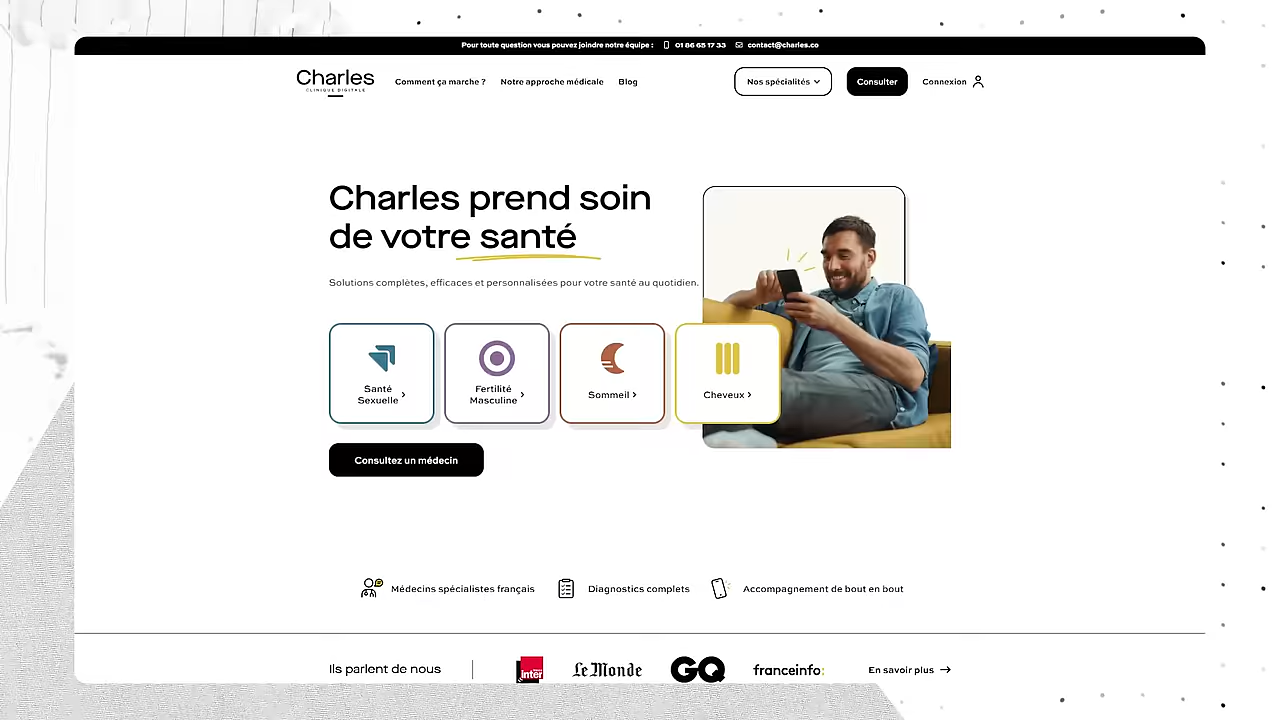 Pour toute question vous pouvez joindre notre équipe : 01 86 65 17 33 contact@charles.co
Charles
CLINIQUE DIGITALE
Comment ça marche ? Notre approche médicale Blog
Nos spécialités Consulter Connexion
Charles prend soin
de votre santé
Solutions complètes, efficaces et personnalisées pour votre santé au quotidien.
Santé
Sexuelle
Fertilité
Masculine
Sommeil
Cheveux
Consultez un médecin
Médecins spécialistes français
Diagnostics complets
Accompagnement de bout en bout
Ils parlent de nous
inter
Le Monde
GQ
franceinfo:
En savoir plus